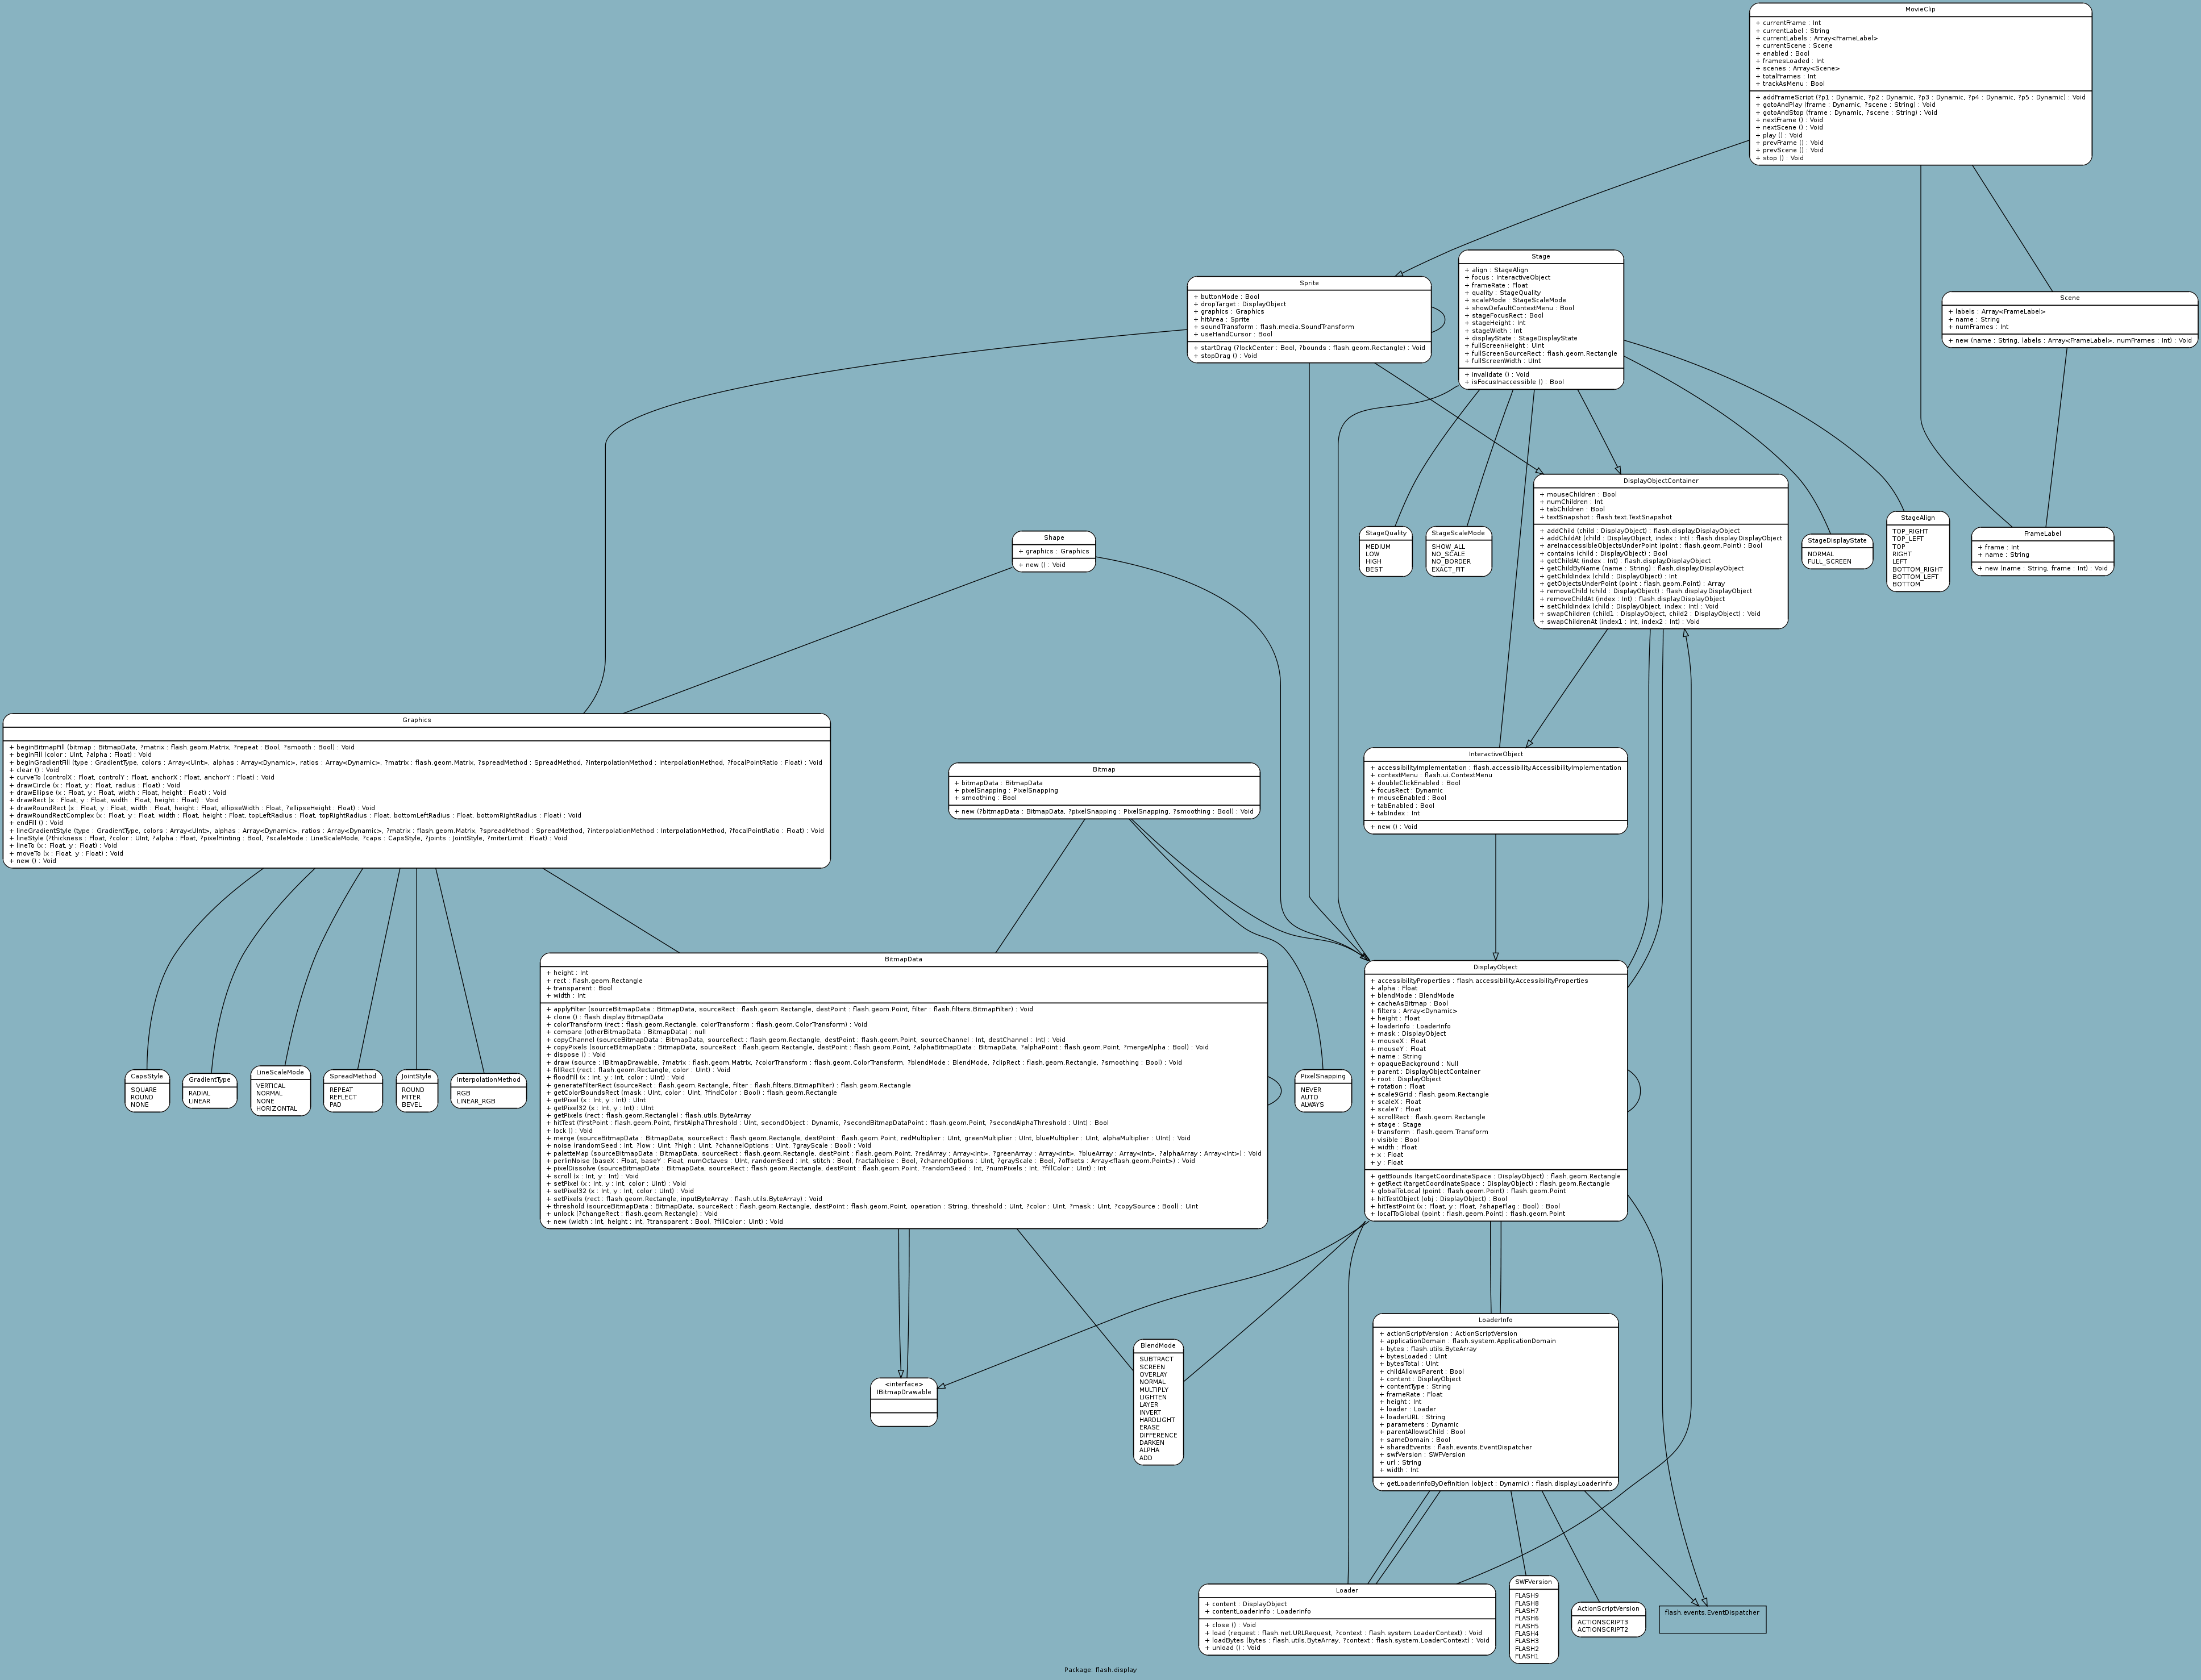 MovieClip
+ currentFrame : Int
+ currentLabel : String
+ currentLabels : Array<FrameLabel>
+ currentScene : Scene
+ enabled : Bool
+ framesLoaded : Int
+ scenes : Array<Scene>
+ totalFrames : Int
+ trackAsMenu : Bool
+ addFrameScript (?p1 : Dynamic, ?p2 : Dynamic, ?p3 : Dynamic, ?p4 : Dynamic, ?p5 : Dynamic) : Void
+ gotoAndPlay (frame : Dynamic, ?scene : String) : Void
+ gotoAndStop (frame : Dynamic, ?scene : String) : Void
+ nextFrame () : Void
+ nextScene () : Void
+ play () : Void
+ prevFrame () : Void
+ prevScene () : Void
+ stop () : Void
Sprite
+ buttonMode : Bool
+ dropTarget : DisplayObject
+ graphics : Graphics
+ hitArea : Sprite
+ soundTransform : flash.media.SoundTransform
+ useHandCursor : Bool
+ startDrag (?lockCenter : Bool, ?bounds : flash.geom.Rectangle) : Void
+ stopDrag () : Void
Stage
+ align : StageAlign
+ focus : InteractiveObject
+ frameRate : Float
+ quality : StageQuality
+ scaleMode : StageScaleMode
+ showDefaultContextMenu : Bool
+ stageFocusRect : Bool
+ stageHeight : Int
+ stageWidth : Int
+ displayState : StageDisplayState
+ fullScreenHeight : UInt
+ fullScreenSourceRect : flash.geom.Rectangle
+ fullScreenWidth : UInt
+ invalidate () : Void
+ isFocusInaccessible () : Bool
Scene
+ labels : Array<FrameLabel>
+ name : String
+ numFrames : Int
+ new (name : String, labels : Array<FrameLabel>, numFrames : Int) : Void
Shape
+ graphics : Graphics
+ new () : Void
StageQuality
MEDIUM
LOW
HIGH
BEST
StageScaleMode
SHOW_ALL
NO_SCALE
NO_BORDER
EXACT_FIT
DisplayObjectContainer
+ mouseChildren : Bool
+ numChildren : Int
+ tabChildren : Bool
+ textSnapshot : flash.text.TextSnapshot
+ addChild (child : DisplayObject) : flash.display.DisplayObject
+ addChildAt (child : DisplayObject, index : Int) : flash.display.DisplayObject
+ areInaccessibleObjectsUnderPoint (point : flash.geom.Point) : Bool
+ contains (child : DisplayObject) : Bool
+ getChildAt (index : Int) : flash.display.DisplayObject
+ getChildByName (name : String) : flash.display.DisplayObject
+ getChildIndex (child : DisplayObject) : Int
+ getObjectsUnderPoint (point : flash.geom.Point) : Array
+ removeChild (child : DisplayObject) : flash.display.DisplayObject
+ removeChildAt (index : Int) : flash.display.DisplayObject
+ setChildIndex (child : DisplayObject, index : Int) : Void
+ swapChildren (child1 : DisplayObject, child2 : DisplayObject) : Void
+ swapChildrenAt (index1 : Int, index2 : Int) : Void
StageDisplayState
NORMAL
FULL_SCREEN
StageAlign
TOP_RIGHT
TOP_LEFT
TOP
RIGHT
LEFT
BOTTOM_RIGHT
BOTTOM_LEFT
BOTTOM
FrameLabel
+ frame : Int
+ name : String
+ new (name : String, frame : Int) : Void
Graphics
+ beginBitmapFill (bitmap : BitmapData, ?matrix : flash.geom.Matrix, ?repeat : Bool, ?smooth : Bool) : Void
+ beginFill (color : UInt, ?alpha : Float) : Void
+ beginGradientFill (type : GradientType, colors : Array<UInt>, alphas : Array<Dynamic>, ratios : Array<Dynamic>, ?matrix : flash.geom.Matrix, ?spreadMethod : SpreadMethod, ?interpolationMethod : InterpolationMethod, ?focalPointRatio : Float) : Void
+ clear () : Void
+ curveTo (controlX : Float, controlY : Float, anchorX : Float, anchorY : Float) : Void
+ drawCircle (x : Float, y : Float, radius : Float) : Void
+ drawEllipse (x : Float, y : Float, width : Float, height : Float) : Void
+ drawRect (x : Float, y : Float, width : Float, height : Float) : Void
+ drawRoundRect (x : Float, y : Float, width : Float, height : Float, ellipseWidth : Float, ?ellipseHeight : Float) : Void
+ drawRoundRectComplex (x : Float, y : Float, width : Float, height : Float, topLeftRadius : Float, topRightRadius : Float, bottomLeftRadius : Float, bottomRightRadius : Float) : Void
+ endFill () : Void
+ lineGradientStyle (type : GradientType, colors : Array<UInt>, alphas : Array<Dynamic>, ratios : Array<Dynamic>, ?matrix : flash.geom.Matrix, ?spreadMethod : SpreadMethod, ?interpolationMethod : InterpolationMethod, ?focalPointRatio : Float) : Void
+ lineStyle (?thickness : Float, ?color : UInt, ?alpha : Float, ?pixelHinting : Bool, ?scaleMode : LineScaleMode, ?caps : CapsStyle, ?joints : JointStyle, ?miterLimit : Float) : Void
+ lineTo (x : Float, y : Float) : Void
+ moveTo (x : Float, y : Float) : Void
+ new () : Void
Bitmap
+ bitmapData : BitmapData
+ pixelSnapping : PixelSnapping
+ smoothing : Bool
+ new (?bitmapData : BitmapData, ?pixelSnapping : PixelSnapping, ?smoothing : Bool) : Void
InteractiveObject
+ accessibilityImplementation : flash.accessibility.AccessibilityImplementation
+ contextMenu : flash.ui.ContextMenu
+ doubleClickEnabled : Bool
+ focusRect : Dynamic
+ mouseEnabled : Bool
+ tabEnabled : Bool
+ tabIndex : Int
+ new () : Void
CapsStyle
SQUARE
ROUND
NONE
GradientType
RADIAL
LINEAR
LineScaleMode
VERTICAL
NORMAL
NONE
HORIZONTAL
SpreadMethod
REPEAT
REFLECT
PAD
JointStyle
ROUND
MITER
BEVEL
InterpolationMethod
RGB
LINEAR_RGB
BitmapData
+ height : Int
+ rect : flash.geom.Rectangle
+ transparent : Bool
+ width : Int
+ applyFilter (sourceBitmapData : BitmapData, sourceRect : flash.geom.Rectangle, destPoint : flash.geom.Point, filter : flash.filters.BitmapFilter) : Void
+ clone () : flash.display.BitmapData
+ colorTransform (rect : flash.geom.Rectangle, colorTransform : flash.geom.ColorTransform) : Void
+ compare (otherBitmapData : BitmapData) : null
+ copyChannel (sourceBitmapData : BitmapData, sourceRect : flash.geom.Rectangle, destPoint : flash.geom.Point, sourceChannel : Int, destChannel : Int) : Void
+ copyPixels (sourceBitmapData : BitmapData, sourceRect : flash.geom.Rectangle, destPoint : flash.geom.Point, ?alphaBitmapData : BitmapData, ?alphaPoint : flash.geom.Point, ?mergeAlpha : Bool) : Void
+ dispose () : Void
+ draw (source : IBitmapDrawable, ?matrix : flash.geom.Matrix, ?colorTransform : flash.geom.ColorTransform, ?blendMode : BlendMode, ?clipRect : flash.geom.Rectangle, ?smoothing : Bool) : Void
+ fillRect (rect : flash.geom.Rectangle, color : UInt) : Void
+ floodFill (x : Int, y : Int, color : UInt) : Void
+ generateFilterRect (sourceRect : flash.geom.Rectangle, filter : flash.filters.BitmapFilter) : flash.geom.Rectangle
+ getColorBoundsRect (mask : UInt, color : UInt, ?findColor : Bool) : flash.geom.Rectangle
+ getPixel (x : Int, y : Int) : UInt
+ getPixel32 (x : Int, y : Int) : UInt
+ getPixels (rect : flash.geom.Rectangle) : flash.utils.ByteArray
+ hitTest (firstPoint : flash.geom.Point, firstAlphaThreshold : UInt, secondObject : Dynamic, ?secondBitmapDataPoint : flash.geom.Point, ?secondAlphaThreshold : UInt) : Bool
+ lock () : Void
+ merge (sourceBitmapData : BitmapData, sourceRect : flash.geom.Rectangle, destPoint : flash.geom.Point, redMultiplier : UInt, greenMultiplier : UInt, blueMultiplier : UInt, alphaMultiplier : UInt) : Void
+ noise (randomSeed : Int, ?low : UInt, ?high : UInt, ?channelOptions : UInt, ?grayScale : Bool) : Void
+ paletteMap (sourceBitmapData : BitmapData, sourceRect : flash.geom.Rectangle, destPoint : flash.geom.Point, ?redArray : Array<Int>, ?greenArray : Array<Int>, ?blueArray : Array<Int>, ?alphaArray : Array<Int>) : Void
+ perlinNoise (baseX : Float, baseY : Float, numOctaves : UInt, randomSeed : Int, stitch : Bool, fractalNoise : Bool, ?channelOptions : UInt, ?grayScale : Bool, ?offsets : Array<flash.geom.Point>) : Void
+ pixelDissolve (sourceBitmapData : BitmapData, sourceRect : flash.geom.Rectangle, destPoint : flash.geom.Point, ?randomSeed : Int, ?numPixels : Int, ?fillColor : UInt) : Int
+ scroll (x : Int, y : Int) : Void
+ setPixel (x : Int, y : Int, color : UInt) : Void
+ setPixel32 (x : Int, y : Int, color : UInt) : Void
+ setPixels (rect : flash.geom.Rectangle, inputByteArray : flash.utils.ByteArray) : Void
+ threshold (sourceBitmapData : BitmapData, sourceRect : flash.geom.Rectangle, destPoint : flash.geom.Point, operation : String, threshold : UInt, ?color : UInt, ?mask : UInt, ?copySource : Bool) : UInt
+ unlock (?changeRect : flash.geom.Rectangle) : Void
+ new (width : Int, height : Int, ?transparent : Bool, ?fillColor : UInt) : Void
PixelSnapping
NEVER
AUTO
ALWAYS
DisplayObject
+ accessibilityProperties : flash.accessibility.AccessibilityProperties
+ alpha : Float
+ blendMode : BlendMode
+ cacheAsBitmap : Bool
+ filters : Array<Dynamic>
+ height : Float
+ loaderInfo : LoaderInfo
+ mask : DisplayObject
+ mouseX : Float
+ mouseY : Float
+ name : String
+ opaqueBackground : Null
+ parent : DisplayObjectContainer
+ root : DisplayObject
+ rotation : Float
+ scale9Grid : flash.geom.Rectangle
+ scaleX : Float
+ scaleY : Float
+ scrollRect : flash.geom.Rectangle
+ stage : Stage
+ transform : flash.geom.Transform
+ visible : Bool
+ width : Float
+ x : Float
+ y : Float
+ getBounds (targetCoordinateSpace : DisplayObject) : flash.geom.Rectangle
+ getRect (targetCoordinateSpace : DisplayObject) : flash.geom.Rectangle
+ globalToLocal (point : flash.geom.Point) : flash.geom.Point
+ hitTestObject (obj : DisplayObject) : Bool
+ hitTestPoint (x : Float, y : Float, ?shapeFlag : Bool) : Bool
+ localToGlobal (point : flash.geom.Point) : flash.geom.Point
<interface>
IBitmapDrawable
BlendMode
SUBTRACT
SCREEN
OVERLAY
NORMAL
MULTIPLY
LIGHTEN
LAYER
INVERT
HARDLIGHT
ERASE
DIFFERENCE
DARKEN
ALPHA
ADD
LoaderInfo
+ actionScriptVersion : ActionScriptVersion
+ applicationDomain : flash.system.ApplicationDomain
+ bytes : flash.utils.ByteArray
+ bytesLoaded : UInt
+ bytesTotal : UInt
+ childAllowsParent : Bool
+ content : DisplayObject
+ contentType : String
+ frameRate : Float
+ height : Int
+ loader : Loader
+ loaderURL : String
+ parameters : Dynamic
+ parentAllowsChild : Bool
+ sameDomain : Bool
+ sharedEvents : flash.events.EventDispatcher
+ swfVersion : SWFVersion
+ url : String
+ width : Int
+ getLoaderInfoByDefinition (object : Dynamic) : flash.display.LoaderInfo
Loader
+ content : DisplayObject
+ contentLoaderInfo : LoaderInfo
+ close () : Void
+ load (request : flash.net.URLRequest, ?context : flash.system.LoaderContext) : Void
+ loadBytes (bytes : flash.utils.ByteArray, ?context : flash.system.LoaderContext) : Void
+ unload () : Void
SWFVersion
FLASH9
FLASH8
FLASH7
FLASH6
FLASH5
FLASH4
FLASH3
FLASH2
FLASH1
ActionScriptVersion
ACTIONSCRIPT3
ACTIONSCRIPT2
flash.events.EventDispatcher
Package: flash.display